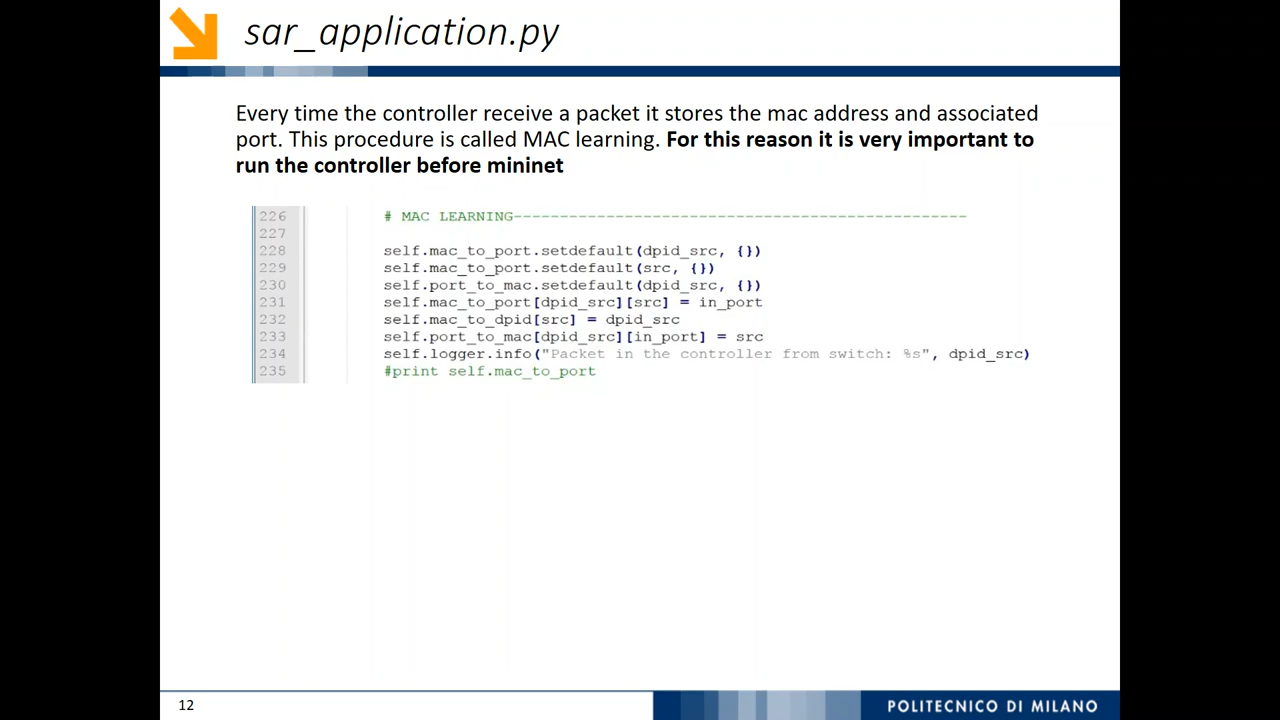 sar_application.py
Every time the controller receive a packet it stores the mac address and associated
port. This procedure is called MAC learning. For this reason it is very important to
run the controller before mininet
226 # MAC LEARNING-------------------------------------------------
227
228 self.mac_to_port.setdefault(dpid_src, {})
229 self.mac_to_port.setdefault(src, {})
230 self.port_to_mac.setdefault(dpid_src, {})
231 self.mac_to_port[dpid_src][src] = in_port
232 self.mac_to_dpid[src] = dpid_src
233 self.port_to_mac[dpid_src][in_port] = src
234 self.logger.info("Packet in the controller from switch: %s", dpid_src)
235 #print self.mac_to_port
12
POLITECNICO DI MILANO